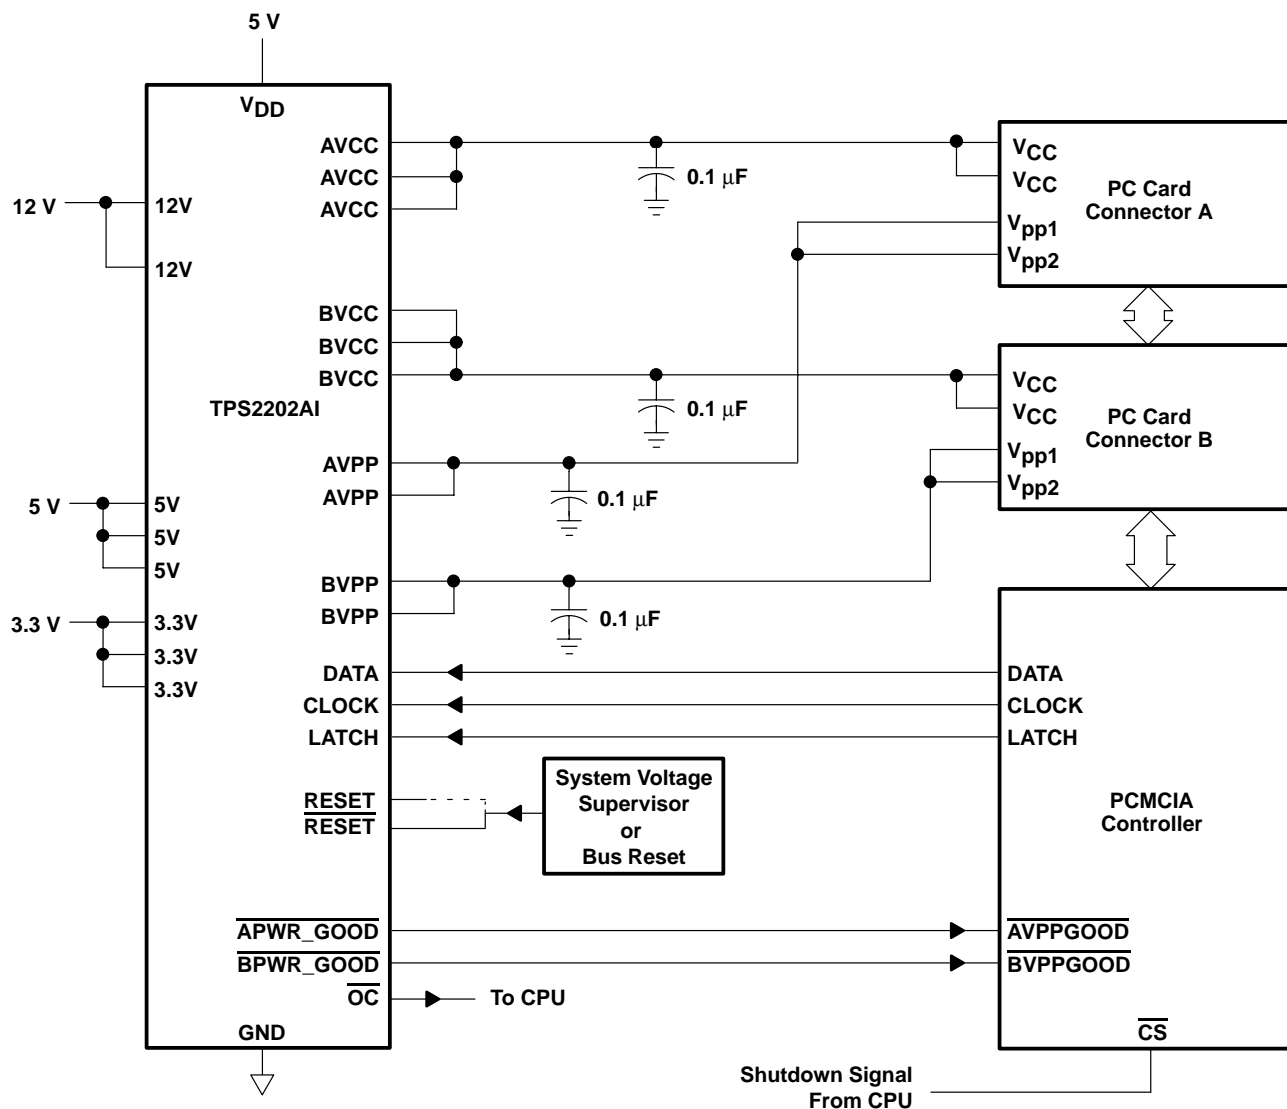 5 V
VDD
AVCC
AVCC
AVCC
12 V
12V
12V
BVCC
BVCC
BVCC
TPS2202AI
AVPP
AVPP
5 V
5V
5V
5V
BVPP
BVPP
3.3 V
3.3V
3.3V
3.3V
DATA
CLOCK
LATCH
RESET
RESET
APWR_GOOD
BPWR_GOOD
OC
To CPU
GND
0.1 μF
0.1 μF
0.1 μF
0.1 μF
System Voltage
Supervisor
or
Bus Reset
VCC
VCC
Vpp1
Vpp2
PC Card
Connector A
VCC
VCC
Vpp1
Vpp2
PC Card
Connector B
DATA
CLOCK
LATCH
PCMCIA
Controller
AVPPGOOD
BVPPGOOD
CS
Shutdown Signal
From CPU